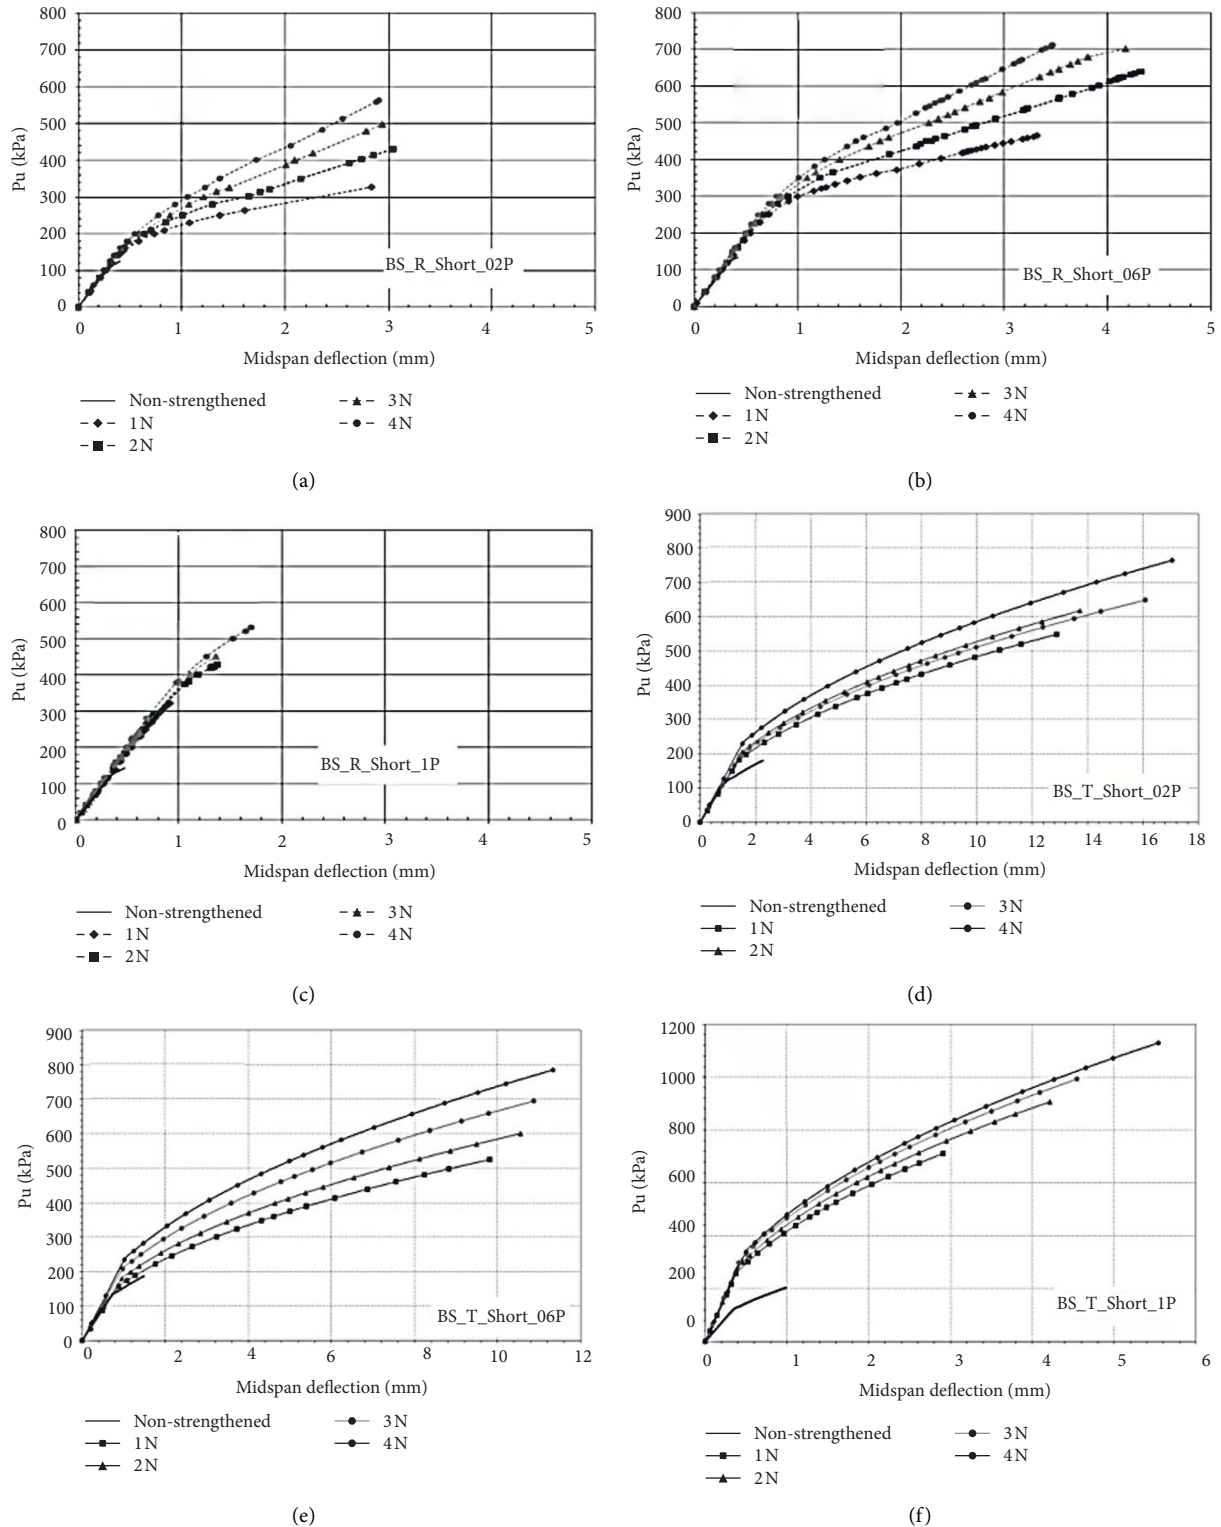 800
700
600
500
400
300
200
100
0
Pu (kPa)
BS_R_Short_02P
0 1 2 3 4 5
Midspan deflection (mm)
Non-strengthened
1N
2N
3N
4N
(a)
800
700
600
500
400
300
200
100
0
Pu (kPa)
BS_R_Short_06P
0 1 2 3 4 5
Midspan deflection (mm)
Non-strengthened
1N
2N
3N
4N
(b)
800
700
600
500
400
300
200
100
0
Pu (kPa)
BS_R_Short_1P
0 1 2 3 4 5
Midspan deflection (mm)
Non-strengthened
1N
2N
3N
4N
(c)
900
800
700
600
500
400
300
200
100
0
Pu (kPa)
BS_T_Short_02P
0 2 4 6 8 10 12 14 16 18
Midspan deflection (mm)
Non-strengthened
1N
2N
3N
4N
(d)
900
800
700
600
500
400
300
200
100
0
Pu (kPa)
BS_T_Short_06P
0 2 4 6 8 10 12
Midspan deflection (mm)
Non-strengthened
1N
2N
3N
4N
(e)
1200
1000
800
600
400
200
0
Pu (kPa)
BS_T_Short_1P
0 1 2 3 4 5 6
Midspan deflection (mm)
Non-strengthened
1N
2N
3N
4N
(f)